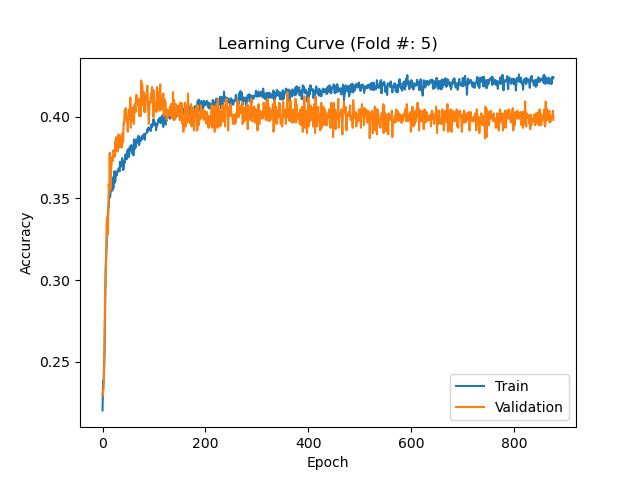 Learning Curve (Fold #: 5)
0.40
0.35
0.30
0.25
Accuracy
0
200
400
600
800
Epoch
Train
Validation